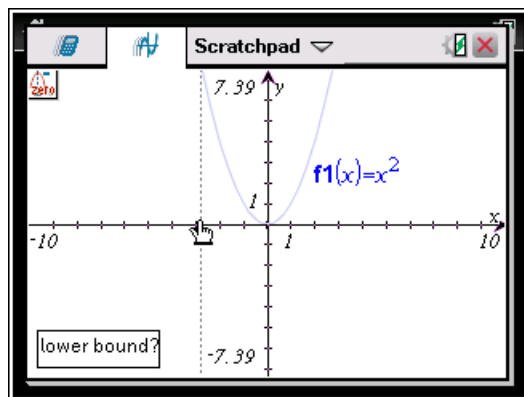 Scratchpad
zero
7.39 y
f1(x)=x²
1
x
-10 1 10
lower bound?
-7.39